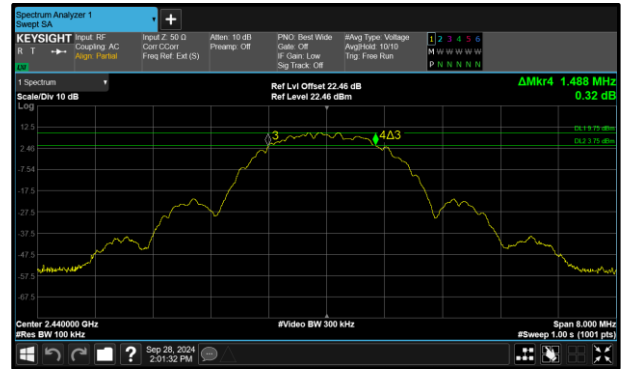 Spectrum Analyzer 1
Swept SA
KEYSIGHT Input: RF Input Z: 50 Ω Atten: 10 dB PNO: Best Wide #Avg Type: Voltage 1 2 3 4 5 6
R T Coupling: AC Corr CCorr Preamp: Off Gate: Off Avg|Hold: 10/10 M W W W W W
Align: Partial Freq Ref: Ext (S) IF Gain: Low Trig: Free Run
Sig Track: Off P N N N N N
LXI
1 Spectrum
Scale/Div 10 dB
Ref Lvl Offset 22.46 dB
Ref Level 22.46 dBm
ΔMkr4 1.488 MHz
0.32 dB
Log
12.5
DL1 9.75 dBm
3
4Δ3
2.46
DL2 3.75 dBm
-7.54
-17.5
-27.5
-37.5
-47.5
-57.5
-67.5
Center 2.440000 GHz #Video BW 300 kHz Span 8.000 MHz
#Res BW 100 kHz #Sweep 1.00 s (1001 pts)
? Sep 28, 2024
2:01:32 PM